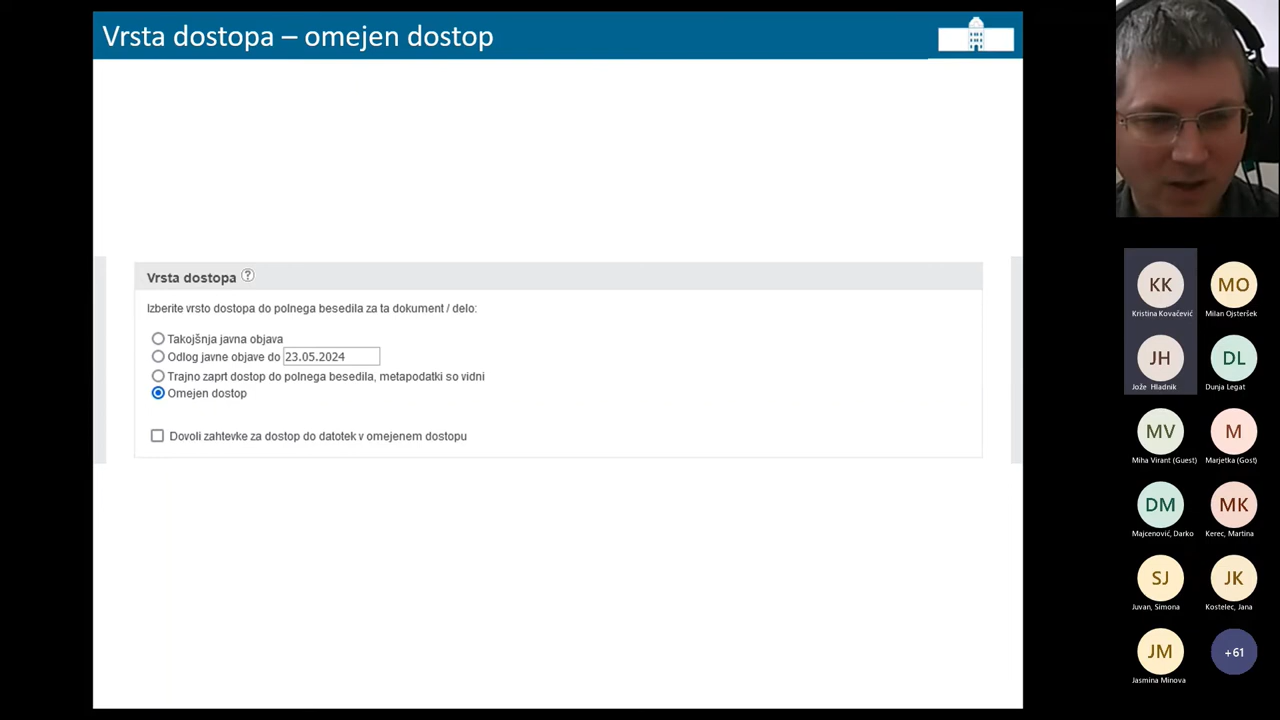 Vrsta dostopa – omejen dostop
Vrsta dostopa ?
Izberite vrsto dostopa do polnega besedila za ta dokument / delo:
Takojšnja javna objava
Odlog javne objave do 23.05.2024
Trajno zaprt dostop do polnega besedila, metapodatki so vidni
Omejen dostop
Dovoli zahtevke za dostop do datotek v omejenem dostopu
KK
Kristina Kovačević
MO
Milan Ojsteršek
JH
Jože Hladnik
DL
Dunja Legat
MV
Miha Virant (Guest)
M
Marjetka (Gost)
DM
Majcenović, Darko
MK
Kerec, Martina
SJ
Juvan, Simona
JK
Kostelec, Jana
JM
Jasmina Minova
+61